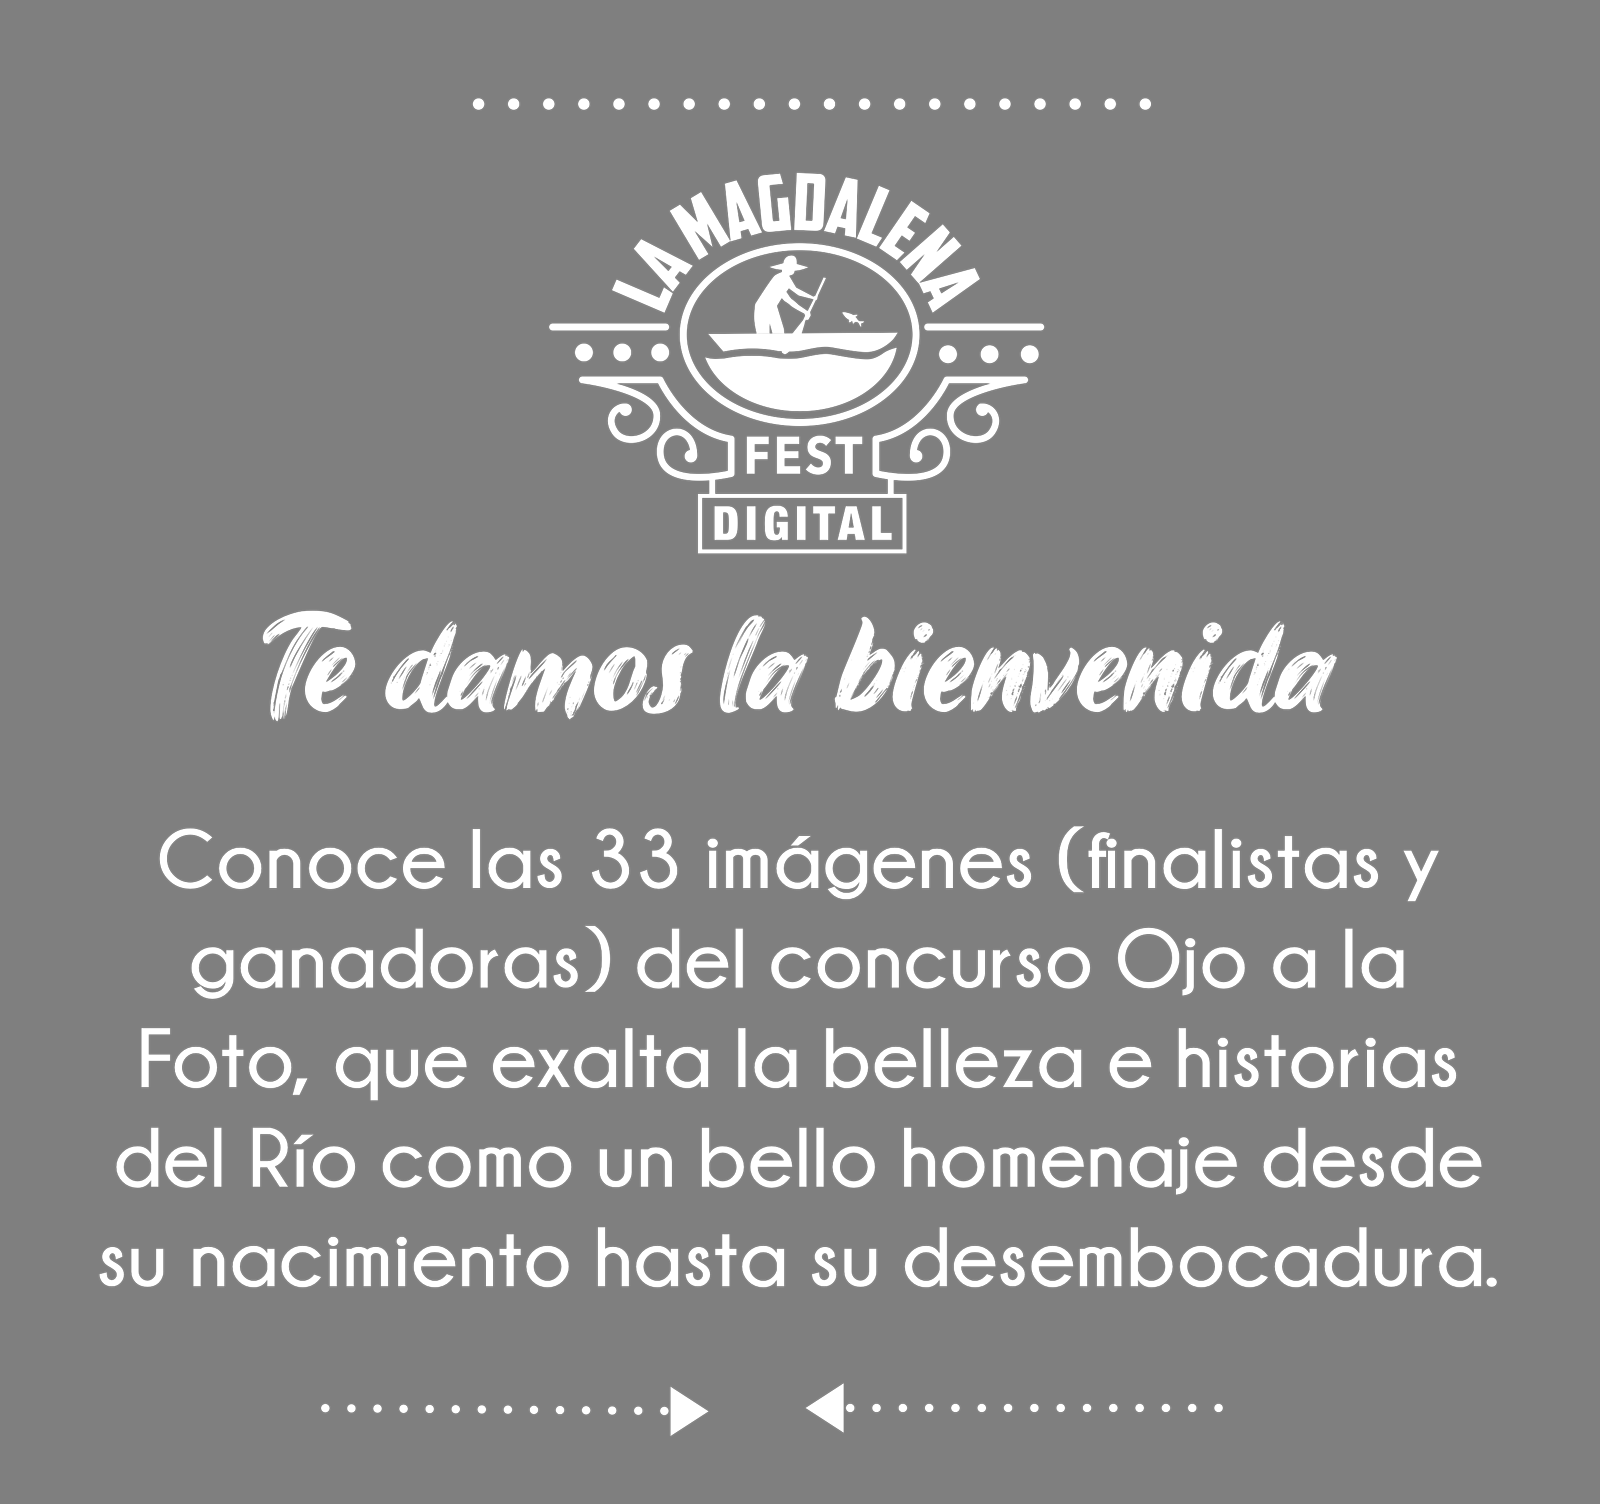 LA MAGDALENA
FEST
DIGITAL
Te damos la bienvenida
Conoce las 33 imágenes (finalistas y
ganadoras) del concurso Ojo a la
Foto, que exalta la belleza e historias
del Río como un bello homenaje desde
su nacimiento hasta su desembocadura.